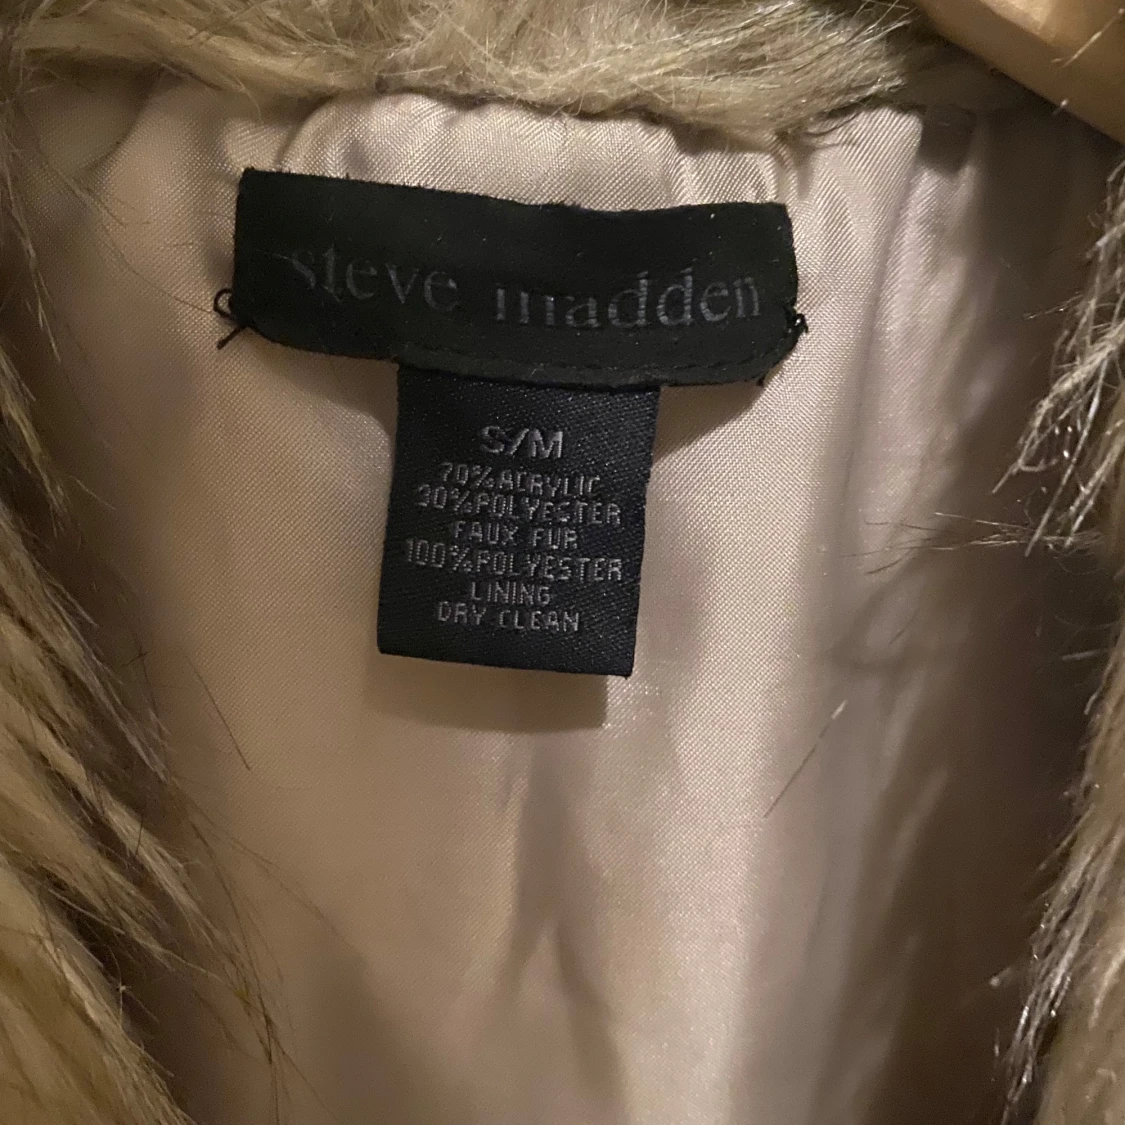 steve madden
S/M
70%ACRYLIC
30%POLYESTER
FAUX FUR
100%POLYESTER
LINING
DRY CLEAN